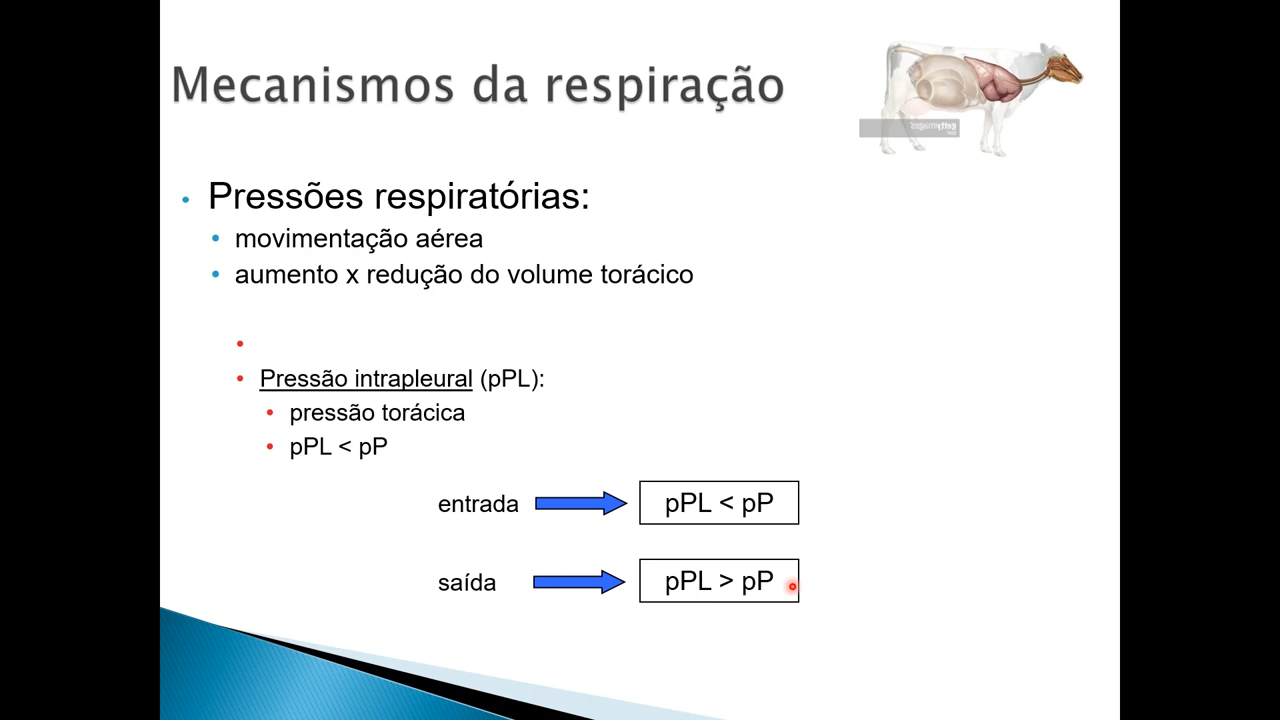 Mecanismos da respiração
• Pressões respiratórias:
• movimentação aérea
• aumento x redução do volume torácico
•
• Pressão intrapleural (pPL):
• pressão torácica
• pPL < pP
entrada pPL < pP
saída pPL > pP